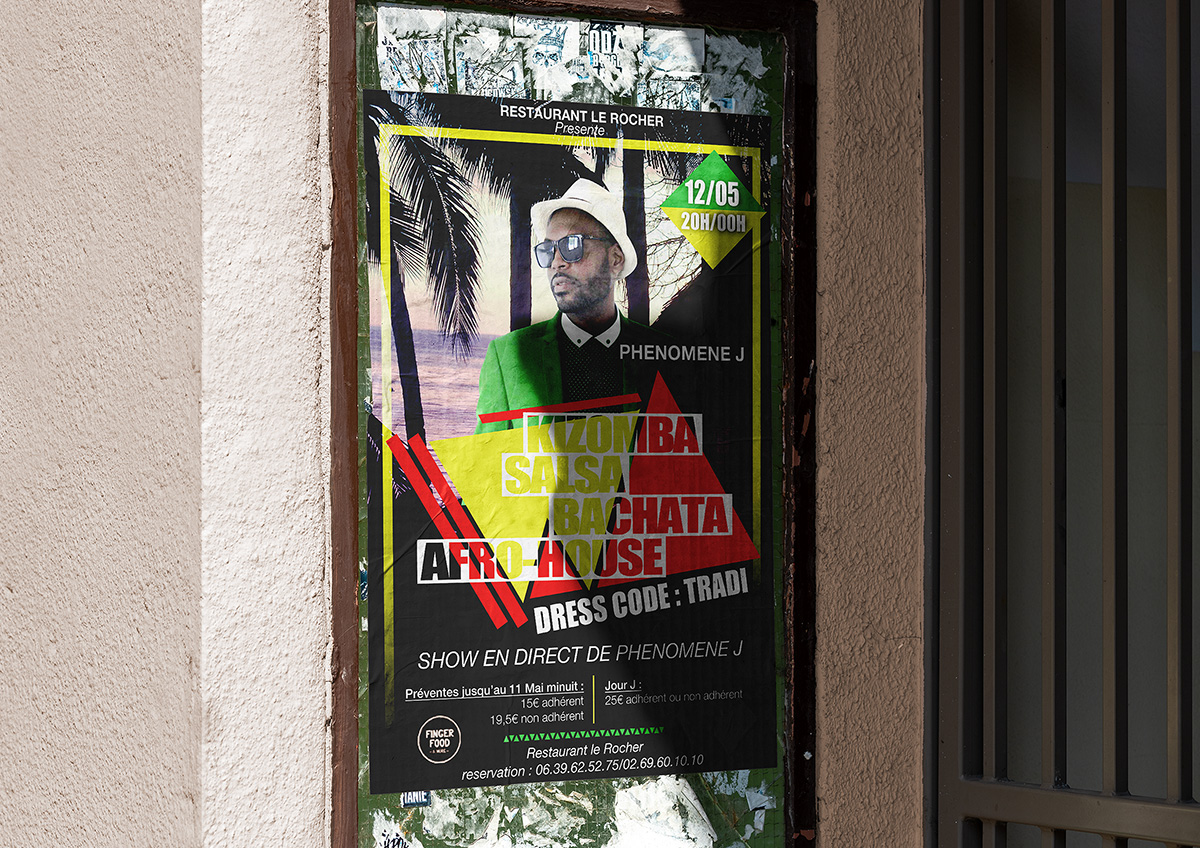 RESTAURANT LE ROCHER
Presente
12/05
20H/00H
PHENOMENE J
KIZOMBA
SALSA
BACHATA
AFRO-HOUSE
DRESS CODE : TRADI
SHOW EN DIRECT DE PHENOMENE J
Préventes jusqu'au 11 Mai minuit :
15€ adhérent
19,5€ non adhérent
Jour J :
25€ adhérent ou non adhérent
FINGER
FOOD
& MORE
Restaurant le Rocher
reservation : 06.39.62.52.75/02.69.60.10.10